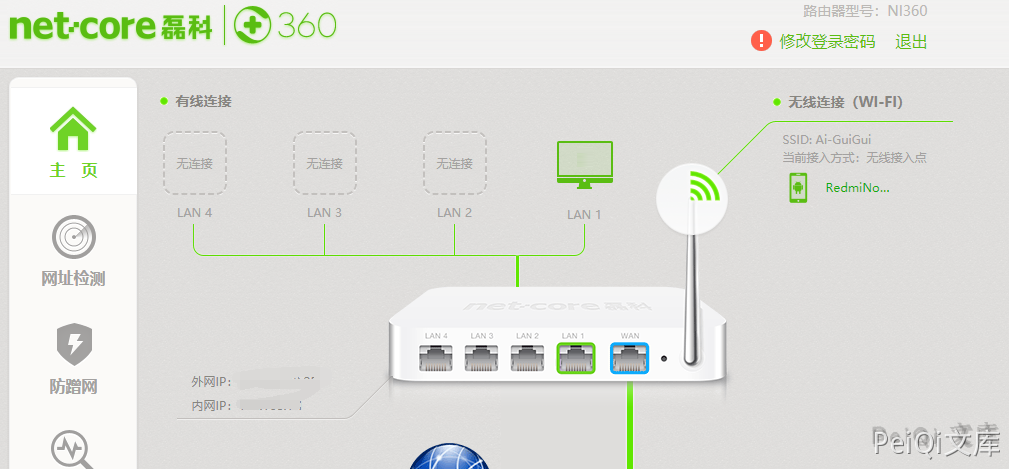 net-core 磊科 360
路由器型号：NI360
修改登录密码 退出
主 页
网址检测
防蹭网
有线连接
无连接 无连接 无连接
LAN 4 LAN 3 LAN 2 LAN 1
无线连接（WI-FI）
SSID: Ai-GuiGui
当前接入方式：无线接入点
RedmiNo...
net-core 磊科
LAN 4 LAN 3 LAN 2 LAN 1 WAN
外网IP：
内网IP：
PeiQi文库